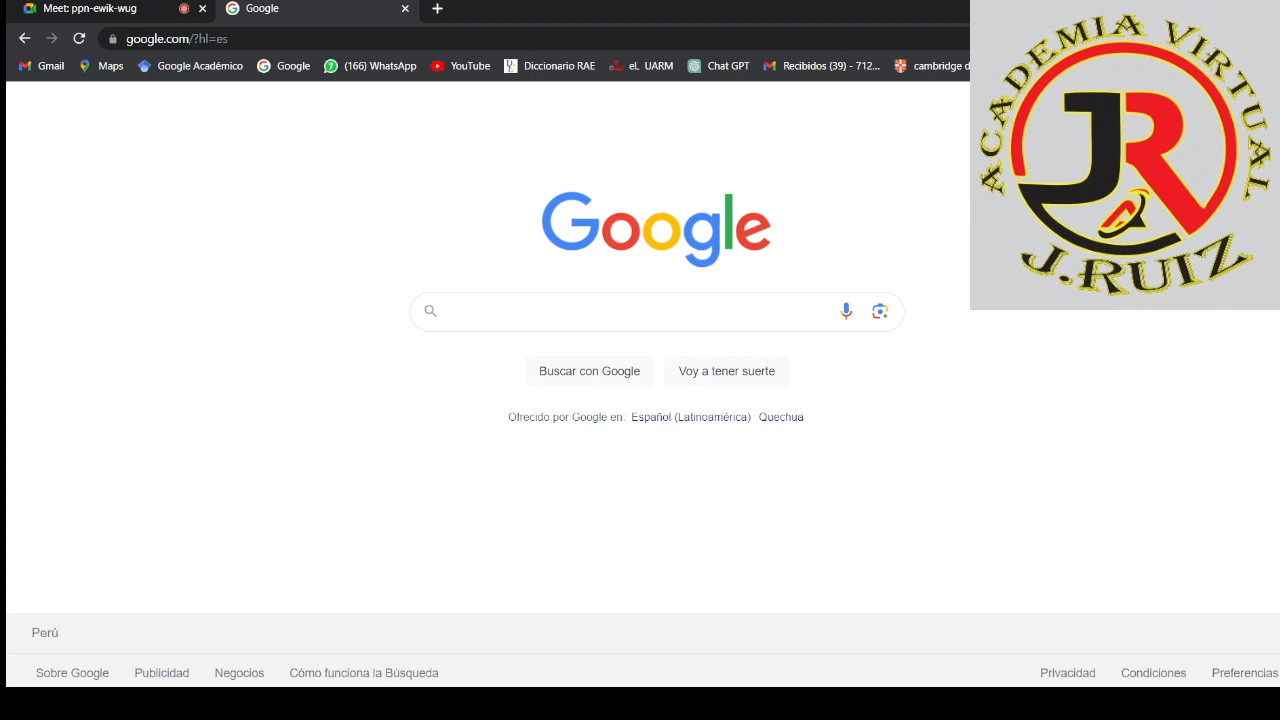 Meet: ppn-ewik-wug
Google
google.com/?hl=es
Gmail Maps Google Académico Google (166) WhatsApp YouTube Diccionario RAE eL UARM Chat GPT Recibidos (39) - 712... cambridge d
ACADEMIA VIRTUAL
JR
J.RUIZ
Google
Buscar con Google Voy a tener suerte
Ofrecido por Google en: Español (Latinoamérica) Quechua
Perú
Sobre Google Publicidad Negocios Cómo funciona la Búsqueda Privacidad Condiciones Preferencias